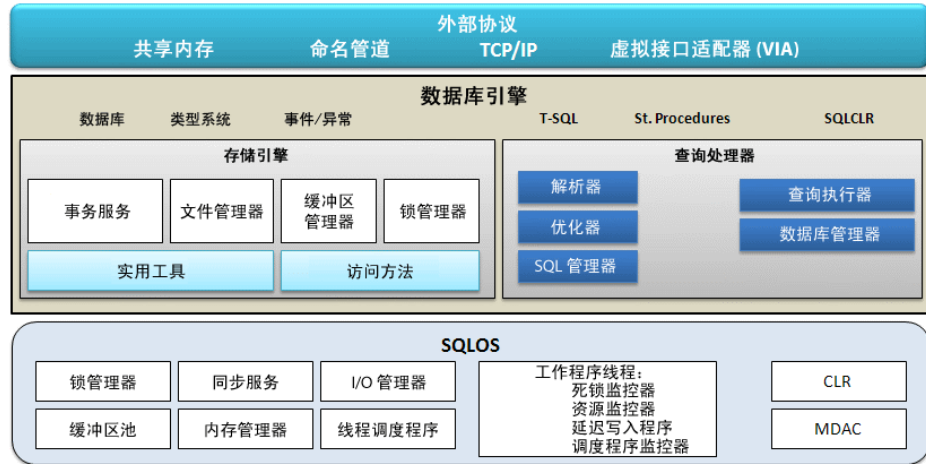 外部协议
共享内存 命名管道 TCP/IP 虚拟接口适配器 (VIA)
数据库引擎
数据库 类型系统 事件/异常 T-SQL St. Procedures SQLCLR
存储引擎
事务服务 文件管理器 缓冲区
管理器 锁管理器
实用工具 访问方法
查询处理器
解析器
优化器
SQL 管理器
查询执行器
数据库管理器
SQLOS
锁管理器 同步服务 I/O 管理器
缓冲区池 内存管理器 线程调度程序
工作程序线程：
死锁监控器
资源监控器
延迟写入程序
调度程序监控器
CLR
MDAC